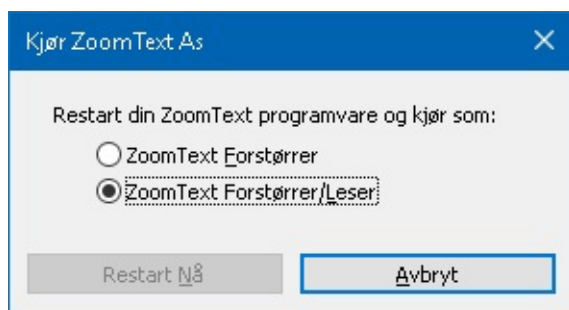 Kjør ZoomText As
Restart din ZoomText programvare og kjør som:
ZoomText Forstørrer
ZoomText Forstørrer/Leser
Restart Nå
Avbryt